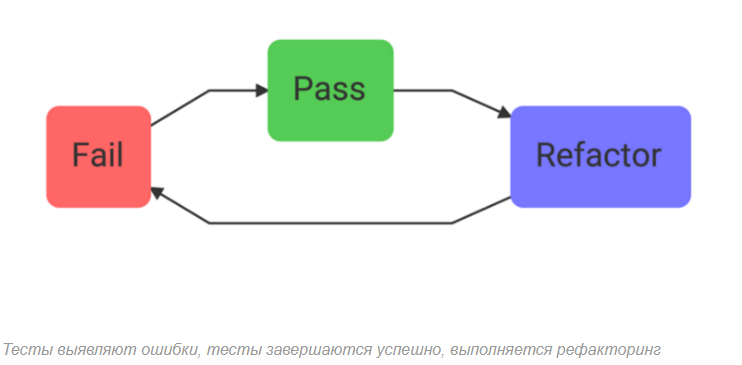 Pass
Fail
Refactor
Тесты выявляют ошибки, тесты завершаются успешно, выполняется рефакторинг